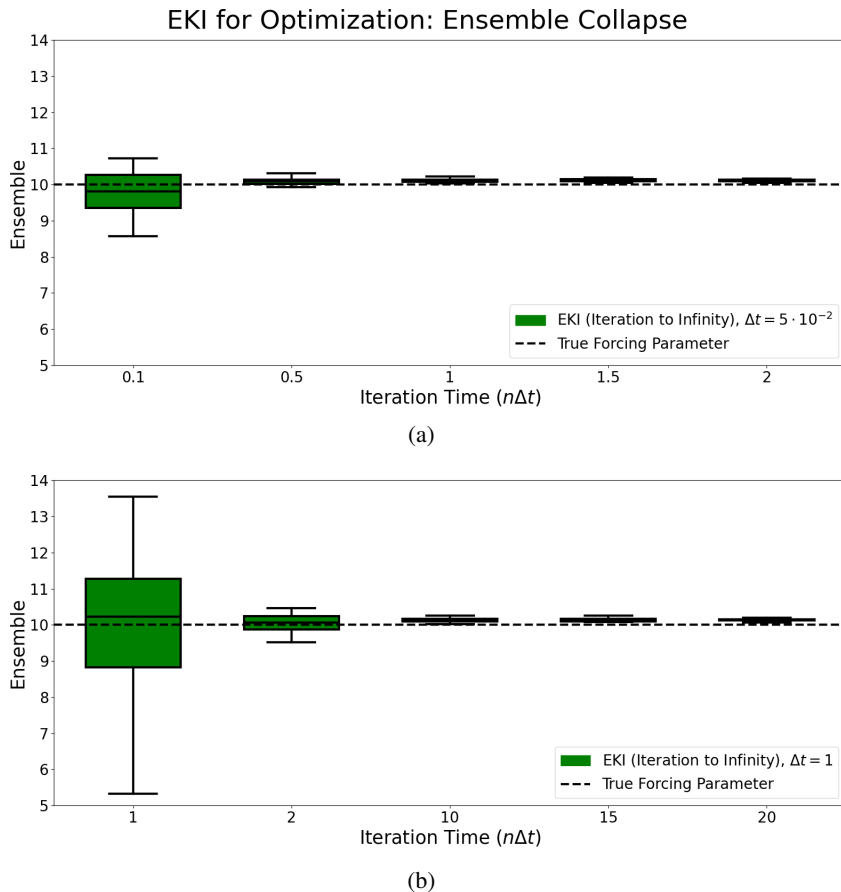 EKI for Optimization: Ensemble Collapse
14
13
12
11
10
9
8
7
6
5
Ensemble
EKI (Iteration to Infinity), Δt = 5 · 10⁻²
True Forcing Parameter
0.1 0.5 1 1.5 2
Iteration Time (nΔt)
(a)
14
13
12
11
10
9
8
7
6
5
Ensemble
EKI (Iteration to Infinity), Δt = 1
True Forcing Parameter
1 2 10 15 20
Iteration Time (nΔt)
(b)